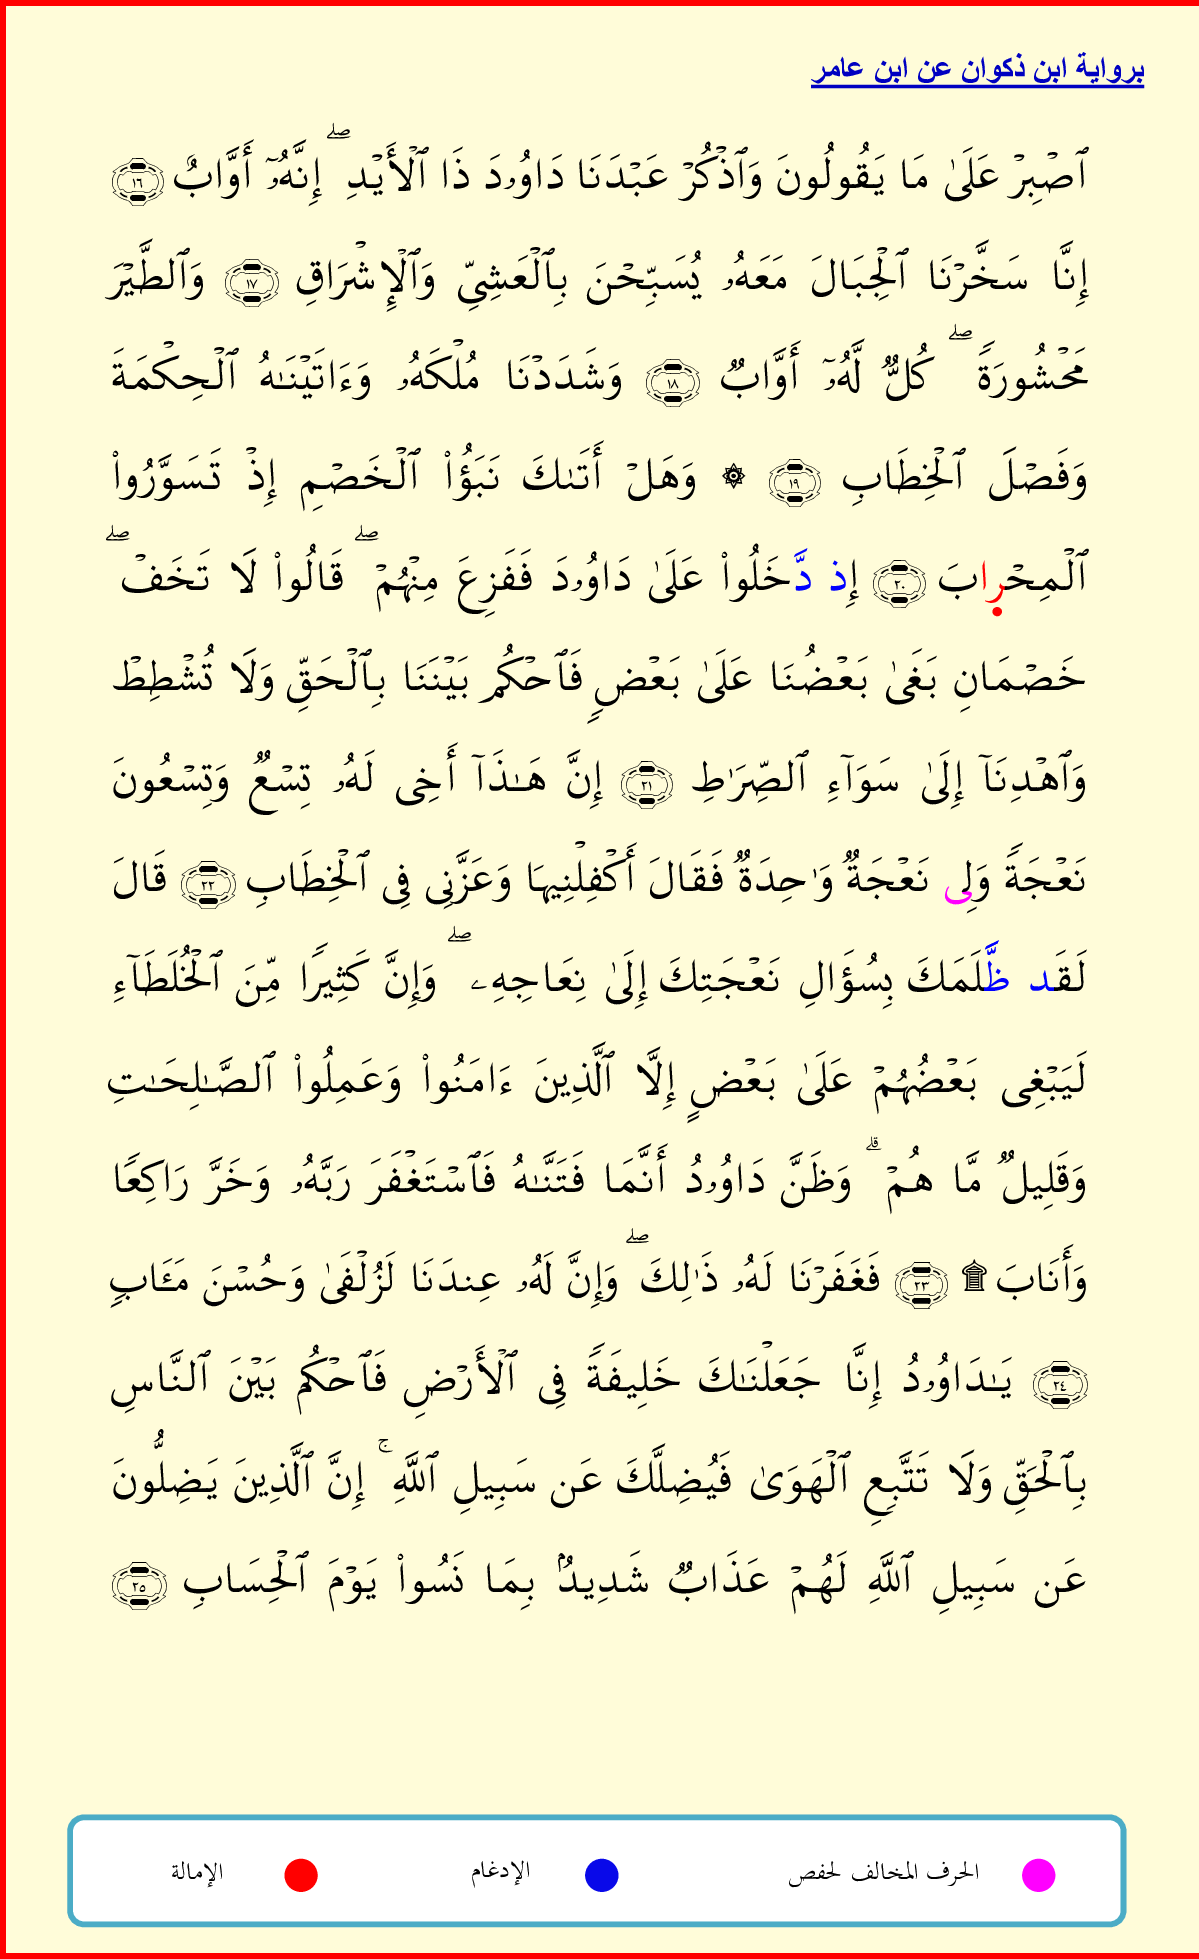 برواية ابن ذكوان عن ابن عامر
ٱصۡبِرۡ عَلَىٰ مَا يَقُولُونَ وَٱذۡكُرۡ عَبۡدَنَا دَاوُۥدَ ذَا ٱلۡأَيۡدِۖ إِنَّهُۥٓ أَوَّابٌ ١٦
إِنَّا سَخَّرۡنَا ٱلۡجِبَالَ مَعَهُۥ يُسَبِّحۡنَ بِٱلۡعَشِيِّ وَٱلۡإِشۡرَاقِ ١٧ وَٱلطَّيۡرَ
مَحۡشُورَةٗۖ كُلّٞ لَّهُۥٓ أَوَّابٞ ١٨ وَشَدَدۡنَا مُلۡكَهُۥ وَءَاتَيۡنَٰهُ ٱلۡحِكۡمَةَ
وَفَصۡلَ ٱلۡخِطَابِ ١٩ ۞ وَهَلۡ أَتَىٰكَ نَبَؤُاْ ٱلۡخَصۡمِ إِذۡ تَسَوَّرُواْ
ٱلۡمِحۡرِابَ ٢٠ إِذ دَّخَلُواْ عَلَىٰ دَاوُۥدَ فَفَزِعَ مِنۡهُمۡۖ قَالُواْ لَا تَخَفۡۖ
خَصۡمَانِ بَغَىٰ بَعۡضُنَا عَلَىٰ بَعۡضٖ فَٱحۡكُم بَيۡنَنَا بِٱلۡحَقِّ وَلَا تُشۡطِطۡ
وَٱهۡدِنَآ إِلَىٰ سَوَآءِ ٱلصِّرَٰطِ ٢١ إِنَّ هَٰذَآ أَخِي لَهُۥ تِسۡعٞ وَتِسۡعُونَ
نَعۡجَةٗ وَلِي نَعۡجَةٞ وَٰحِدَةٞ فَقَالَ أَكۡفِلۡنِيهَا وَعَزَّنِي فِي ٱلۡخِطَابِ ٢٢ قَالَ
لَقَد ظَّلَمَكَ بِسُؤَالِ نَعۡجَتِكَ إِلَىٰ نِعَاجِهِۦۖ وَإِنَّ كَثِيرٗا مِّنَ ٱلۡخُلَطَآءِ
لَيَبۡغِي بَعۡضُهُمۡ عَلَىٰ بَعۡضٍ إِلَّا ٱلَّذِينَ ءَامَنُواْ وَعَمِلُواْ ٱلصَّٰلِحَٰتِ
وَقَلِيلٞ مَّا هُمۡۗ وَظَنَّ دَاوُۥدُ أَنَّمَا فَتَنَّٰهُ فَٱسۡتَغۡفَرَ رَبَّهُۥ وَخَرَّ رَاكِعٗا
وَأَنَابَ ۩ ٢٣ فَغَفَرۡنَا لَهُۥ ذَٰلِكَۖ وَإِنَّ لَهُۥ عِندَنَا لَزُلۡفَىٰ وَحُسۡنَ مَـَٔابٖ
٢٤ يَٰدَاوُۥدُ إِنَّا جَعَلۡنَٰكَ خَلِيفَةٗ فِي ٱلۡأَرۡضِ فَٱحۡكُم بَيۡنَ ٱلنَّاسِ
بِٱلۡحَقِّ وَلَا تَتَّبِعِ ٱلۡهَوَىٰ فَيُضِلَّكَ عَن سَبِيلِ ٱللَّهِۚ إِنَّ ٱلَّذِينَ يَضِلُّونَ
عَن سَبِيلِ ٱللَّهِ لَهُمۡ عَذَابٞ شَدِيدُۢ بِمَا نَسُواْ يَوۡمَ ٱلۡحِسَابِ ٢٥
الحرف المخالف لحفص الإدغام الإمالة